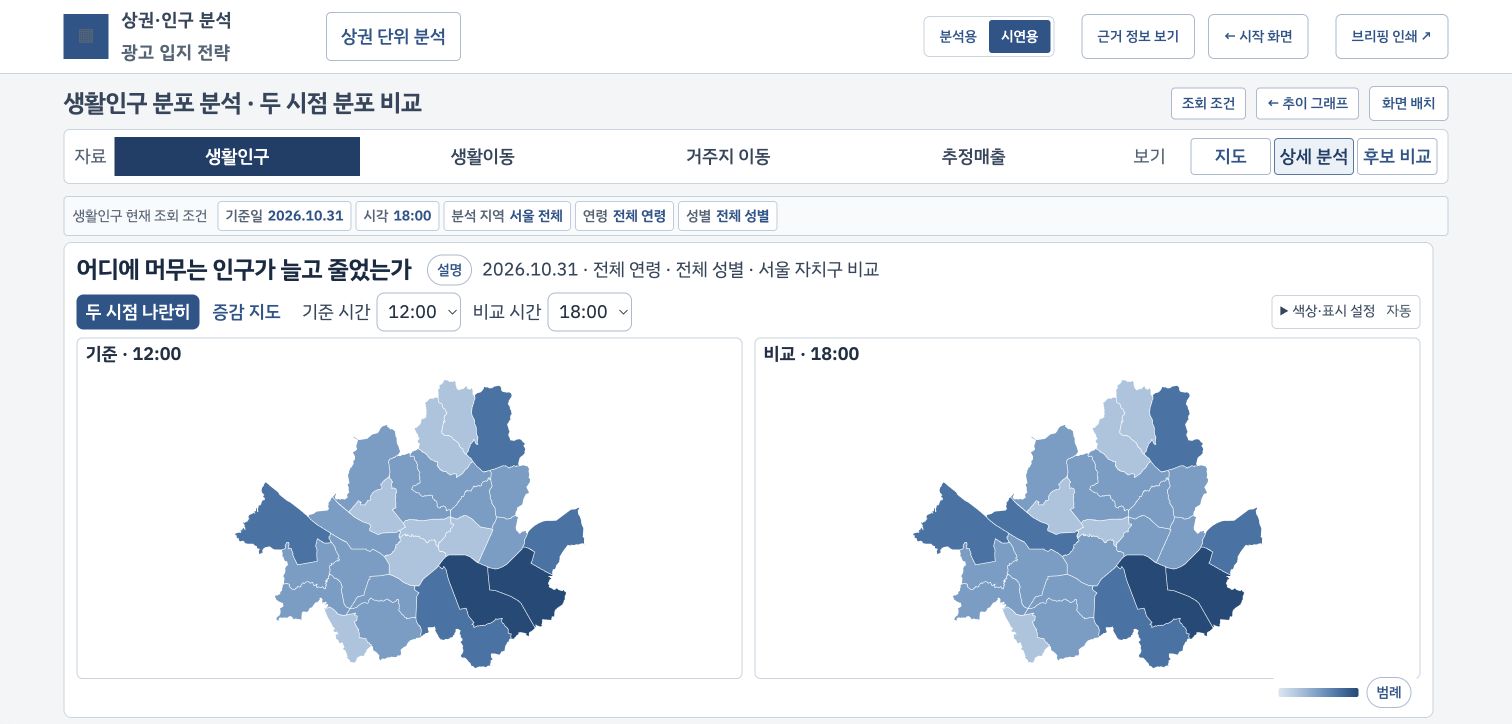 상권·인구 분석
광고 입지 전략
상권 단위 분석
분석용 시연용
근거 정보 보기
← 시작 화면
브리핑 인쇄 ↗
생활인구 분포 분석 · 두 시점 분포 비교
조회 조건
← 추이 그래프
화면 배치
자료 생활인구 생활이동 거주지 이동 추정매출 보기 지도 상세 분석 후보 비교
생활인구 현재 조회 조건 기준일 2026.10.31 시각 18:00 분석 지역 서울 전체 연령 전체 연령 성별 전체 성별
어디에 머무는 인구가 늘고 줄었는가 설명 2026.10.31 · 전체 연령 · 전체 성별 · 서울 자치구 비교
두 시점 나란히 증감 지도 기준 시간 12:00 비교 시간 18:00 ▶ 색상·표시 설정 자동
기준 · 12:00
비교 · 18:00
범례